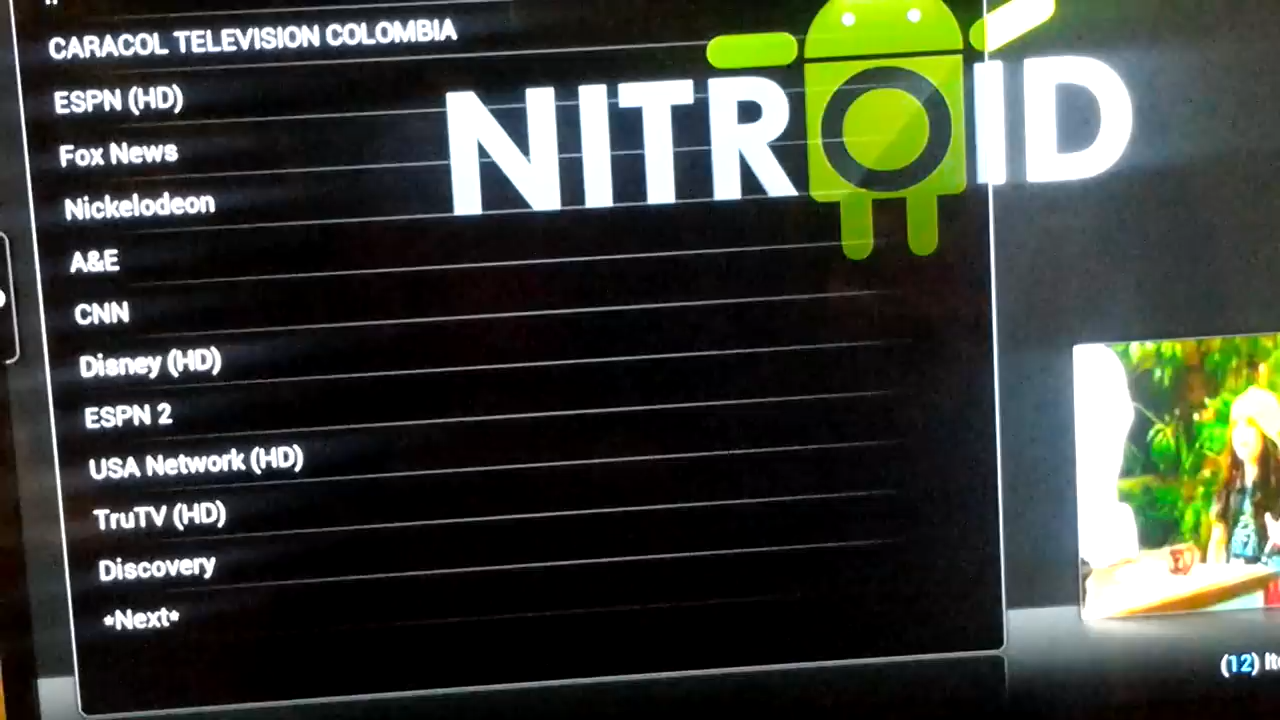 ..
CARACOL TELEVISION COLOMBIA
ESPN (HD)
Fox News
Nickelodeon
A&E
CNN
Disney (HD)
ESPN 2
USA Network (HD)
TruTV (HD)
Discovery
*Next*
NITROID
(12)